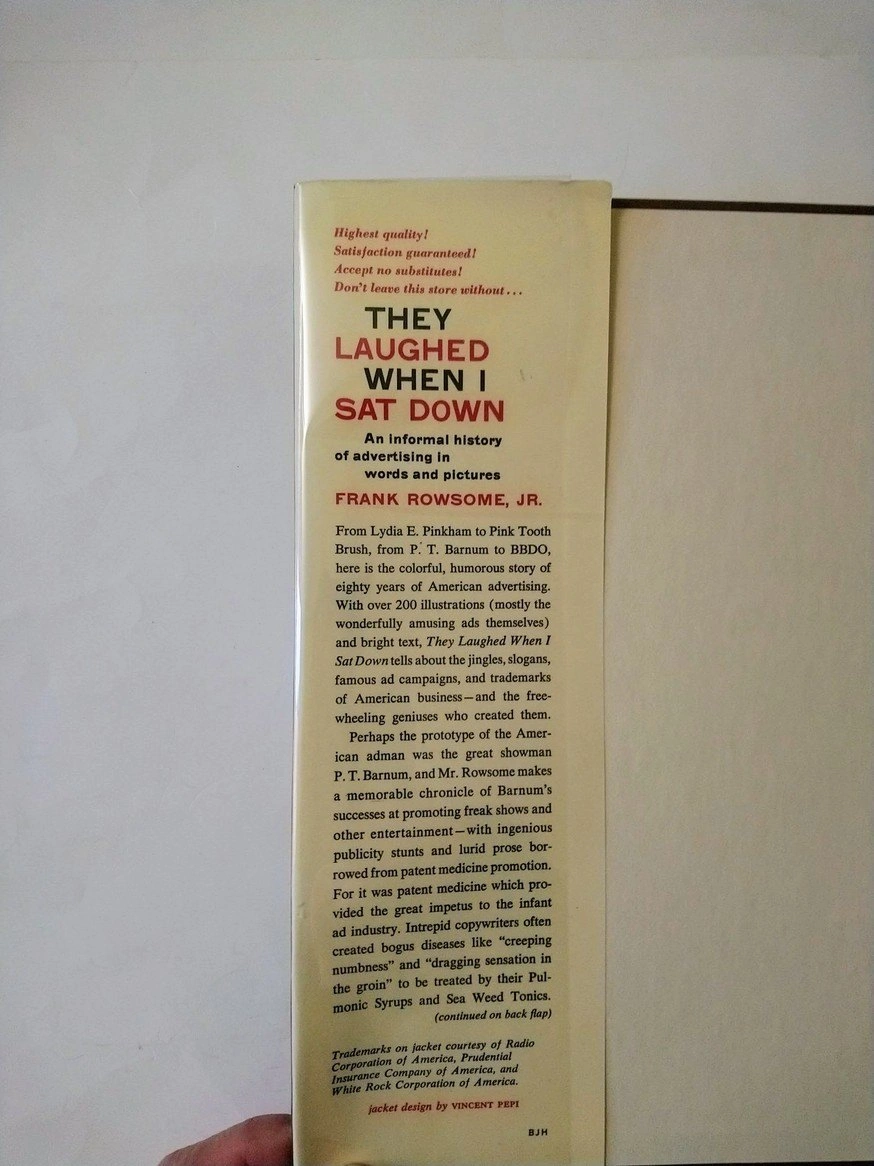 Highest quality!
Satisfaction guaranteed!
Accept no substitutes!
Don't leave this store without...
THEY
LAUGHED
WHEN I
SAT DOWN
An informal history
of advertising in
words and pictures
FRANK ROWSOME, JR.
From Lydia E. Pinkham to Pink Tooth
Brush, from P. T. Barnum to BBDO,
here is the colorful, humorous story of
eighty years of American advertising.
With over 200 illustrations (mostly the
wonderfully amusing ads themselves)
and bright text, They Laughed When I
Sat Down tells about the jingles, slogans,
famous ad campaigns, and trademarks
of American business—and the free-
wheeling geniuses who created them.
Perhaps the prototype of the Amer-
ican adman was the great showman
P. T. Barnum, and Mr. Rowsome makes
a memorable chronicle of Barnum's
successes at promoting freak shows and
other entertainment—with ingenious
publicity stunts and lurid prose bor-
rowed from patent medicine promotion.
For it was patent medicine which pro-
vided the great impetus to the infant
ad industry. Intrepid copywriters often
created bogus diseases like "creeping
numbness" and "dragging sensation in
the groin" to be treated by their Pul-
monic Syrups and Sea Weed Tonics.
(continued on back flap)
Trademarks on jacket courtesy of Radio
Corporation of America, Prudential
Insurance Company of America, and
White Rock Corporation of America.
jacket design by VINCENT PEPI
BJH